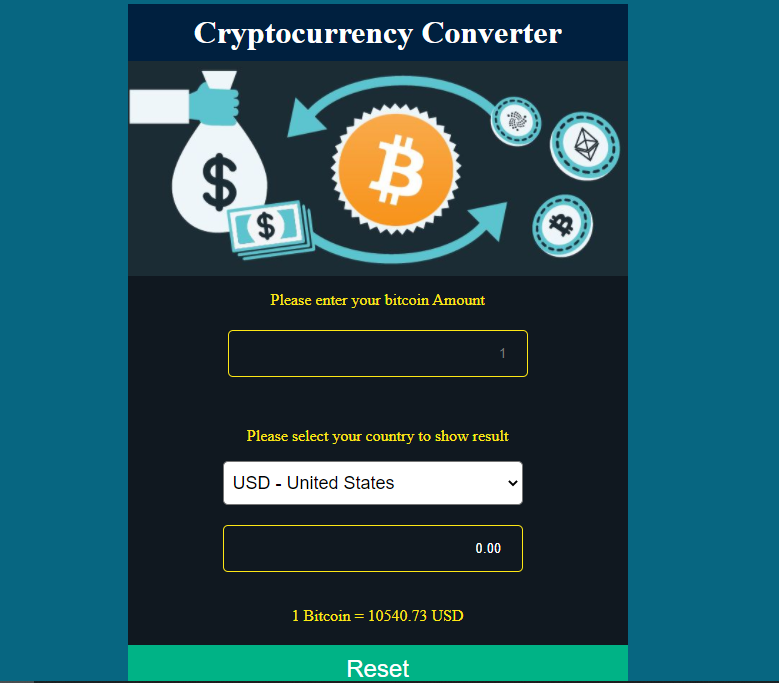 Cryptocurrency Converter
$
$
Please enter your bitcoin Amount
1
Please select your country to show result
USD - United States
0.00
1 Bitcoin = 10540.73 USD
Reset